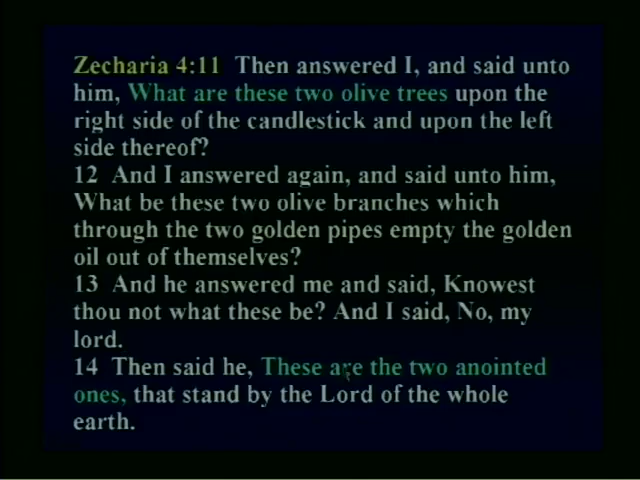 Zecharia 4:11 Then answered I, and said unto
him, What are these two olive trees upon the
right side of the candlestick and upon the left
side thereof?
12 And I answered again, and said unto him,
What be these two olive branches which
through the two golden pipes empty the golden
oil out of themselves?
13 And he answered me and said, Knowest
thou not what these be? And I said, No, my
lord.
14 Then said he, These are the two anointed
ones, that stand by the Lord of the whole
earth.